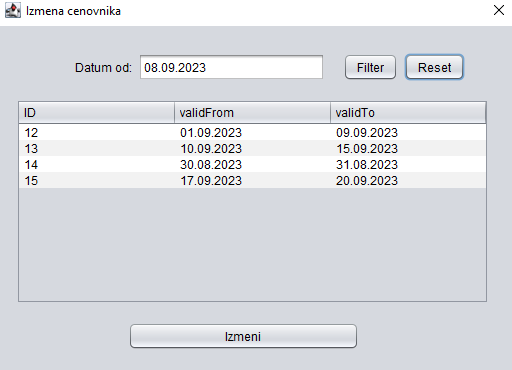 Izmena cenovnika
Datum od: 08.09.2023 Filter Reset
ID validFrom validTo
12 01.09.2023 09.09.2023
13 10.09.2023 15.09.2023
14 30.08.2023 31.08.2023
15 17.09.2023 20.09.2023
Izmeni